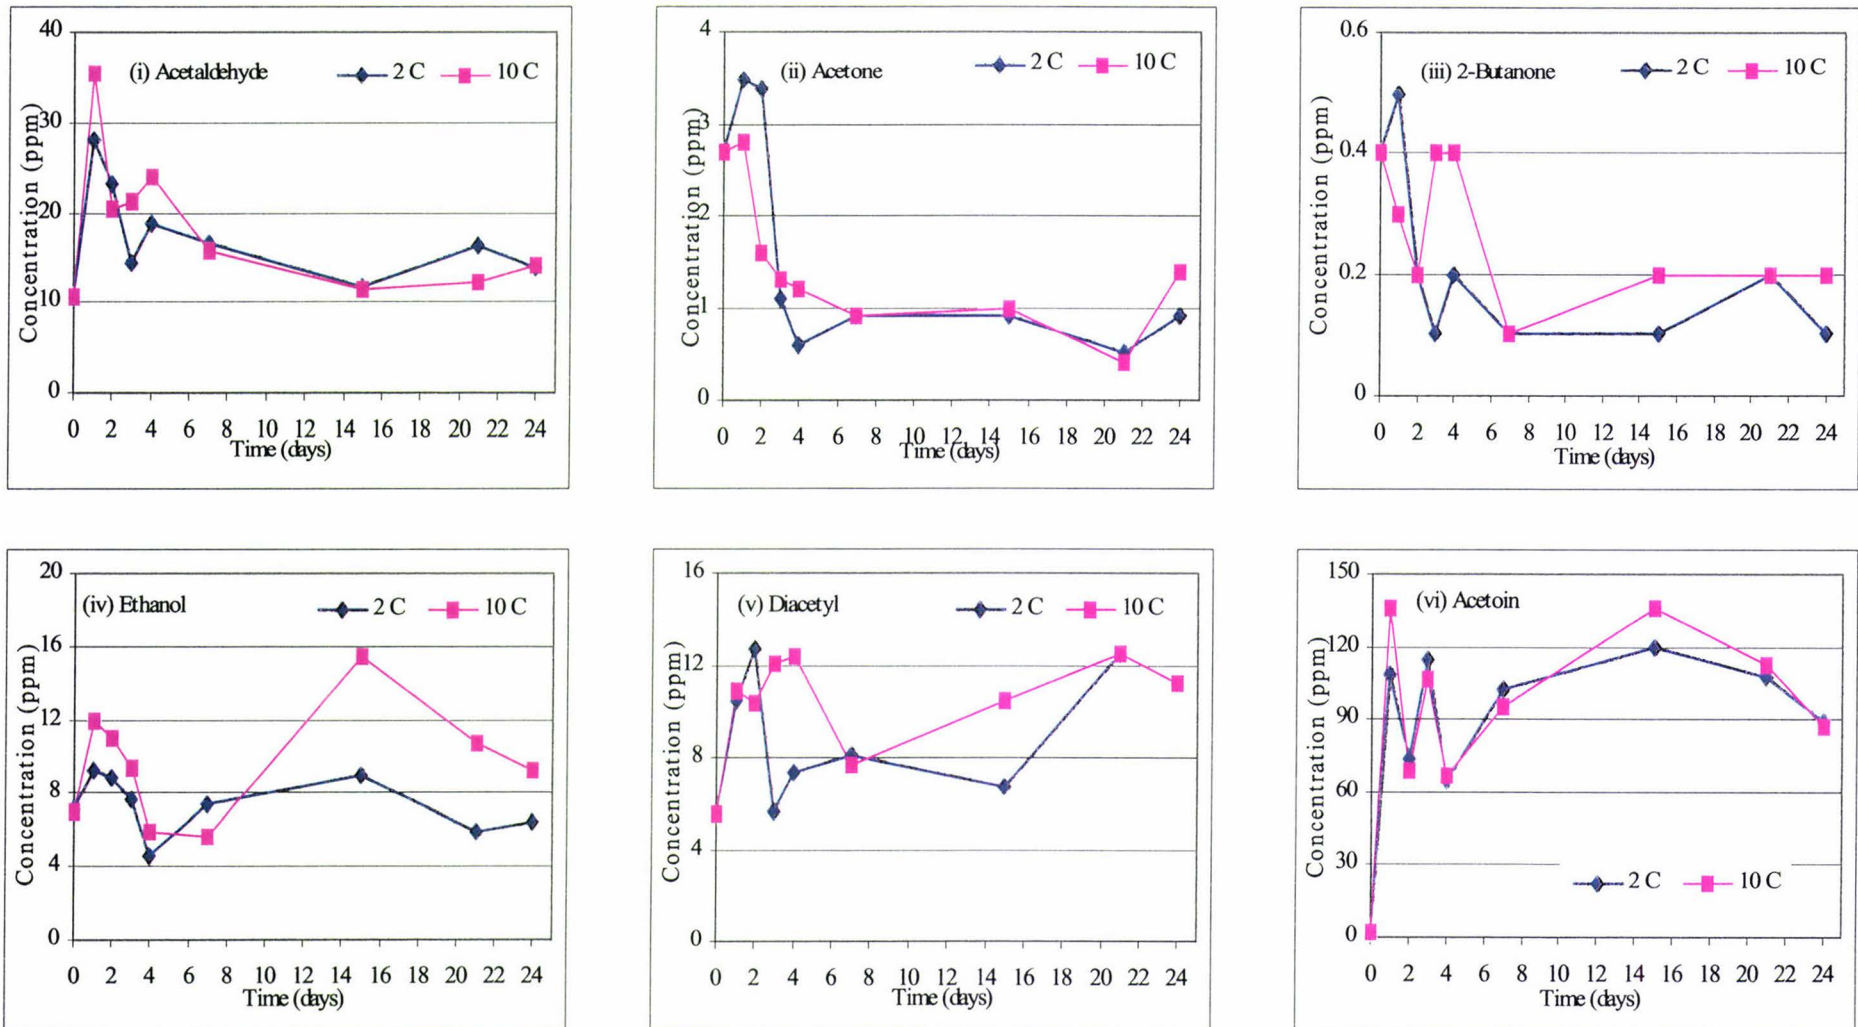 (i) Acetaldehyde 2 C 10 C
Concentration (ppm)
40
30
20
10
0
0 2 4 6 8 10 12 14 16 18 20 22 24
Time (days)
(ii) Acetone 2 C 10 C
Concentration (ppm)
4
3
2
1
0
0 2 4 6 8 10 12 14 16 18 20 22 24
Time (days)
(iii) 2-Butanone 2 C 10 C
Concentration (ppm)
0.6
0.4
0.2
0
0 2 4 6 8 10 12 14 16 18 20 22 24
Time (days)
(iv) Ethanol 2 C 10 C
Concentration (ppm)
20
16
12
8
4
0
0 2 4 6 8 10 12 14 16 18 20 22 24
Time (days)
(v) Diacetyl 2 C 10 C
Concentration (ppm)
16
12
8
4
0
0 2 4 6 8 10 12 14 16 18 20 22 24
Time (days)
(vi) Acetoin
Concentration (ppm)
150
120
90
60
30
0
2 C 10 C
0 2 4 6 8 10 12 14 16 18 20 22 24
Time (days)